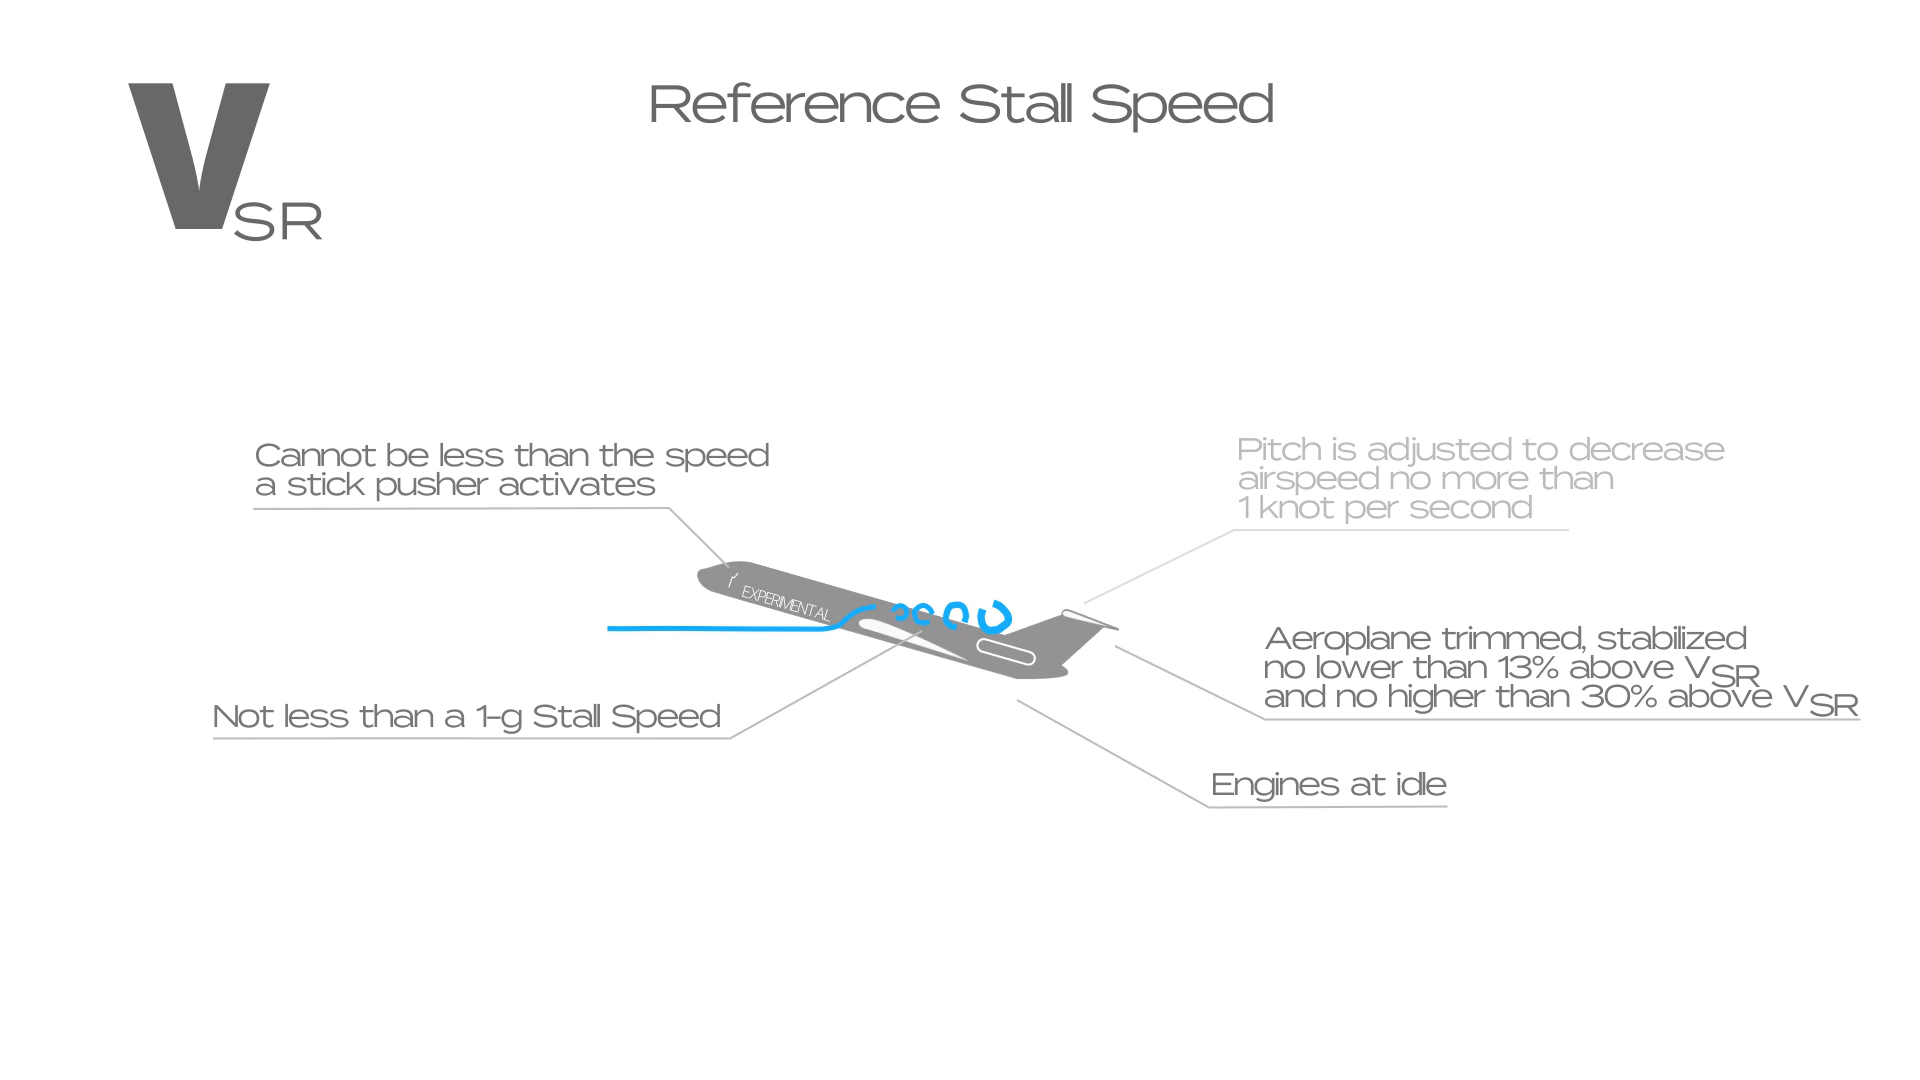 VSR
Reference Stall Speed
Cannot be less than the speed
a stick pusher activates
Pitch is adjusted to decrease
airspeed no more than
1 knot per second
EXPERIMENTAL
Aeroplane trimmed, stabilized
no lower than 13% above VSR
and no higher than 30% above VSR
Not less than a 1-g Stall Speed
Engines at idle